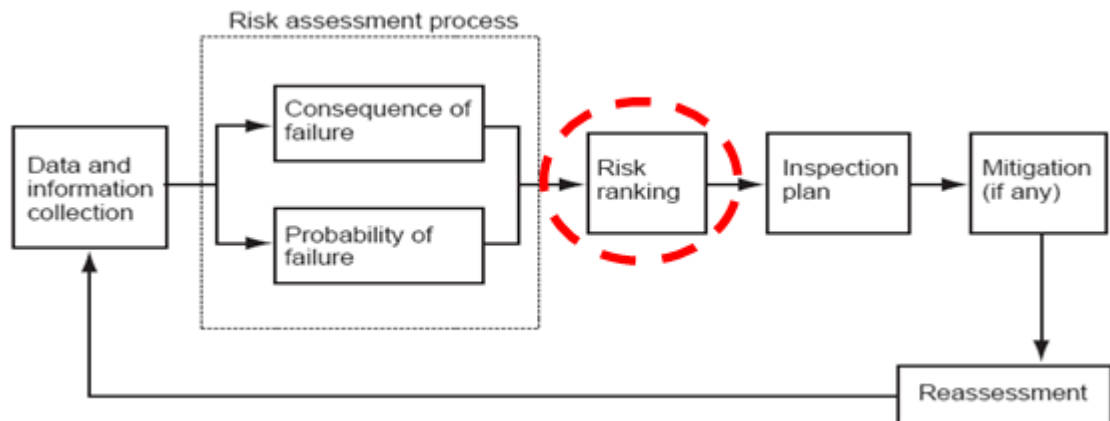 Risk assessment process
Data and
information
collection
Consequence of
failure
Probability of
failure
Risk
ranking
Inspection
plan
Mitigation
(if any)
Reassessment